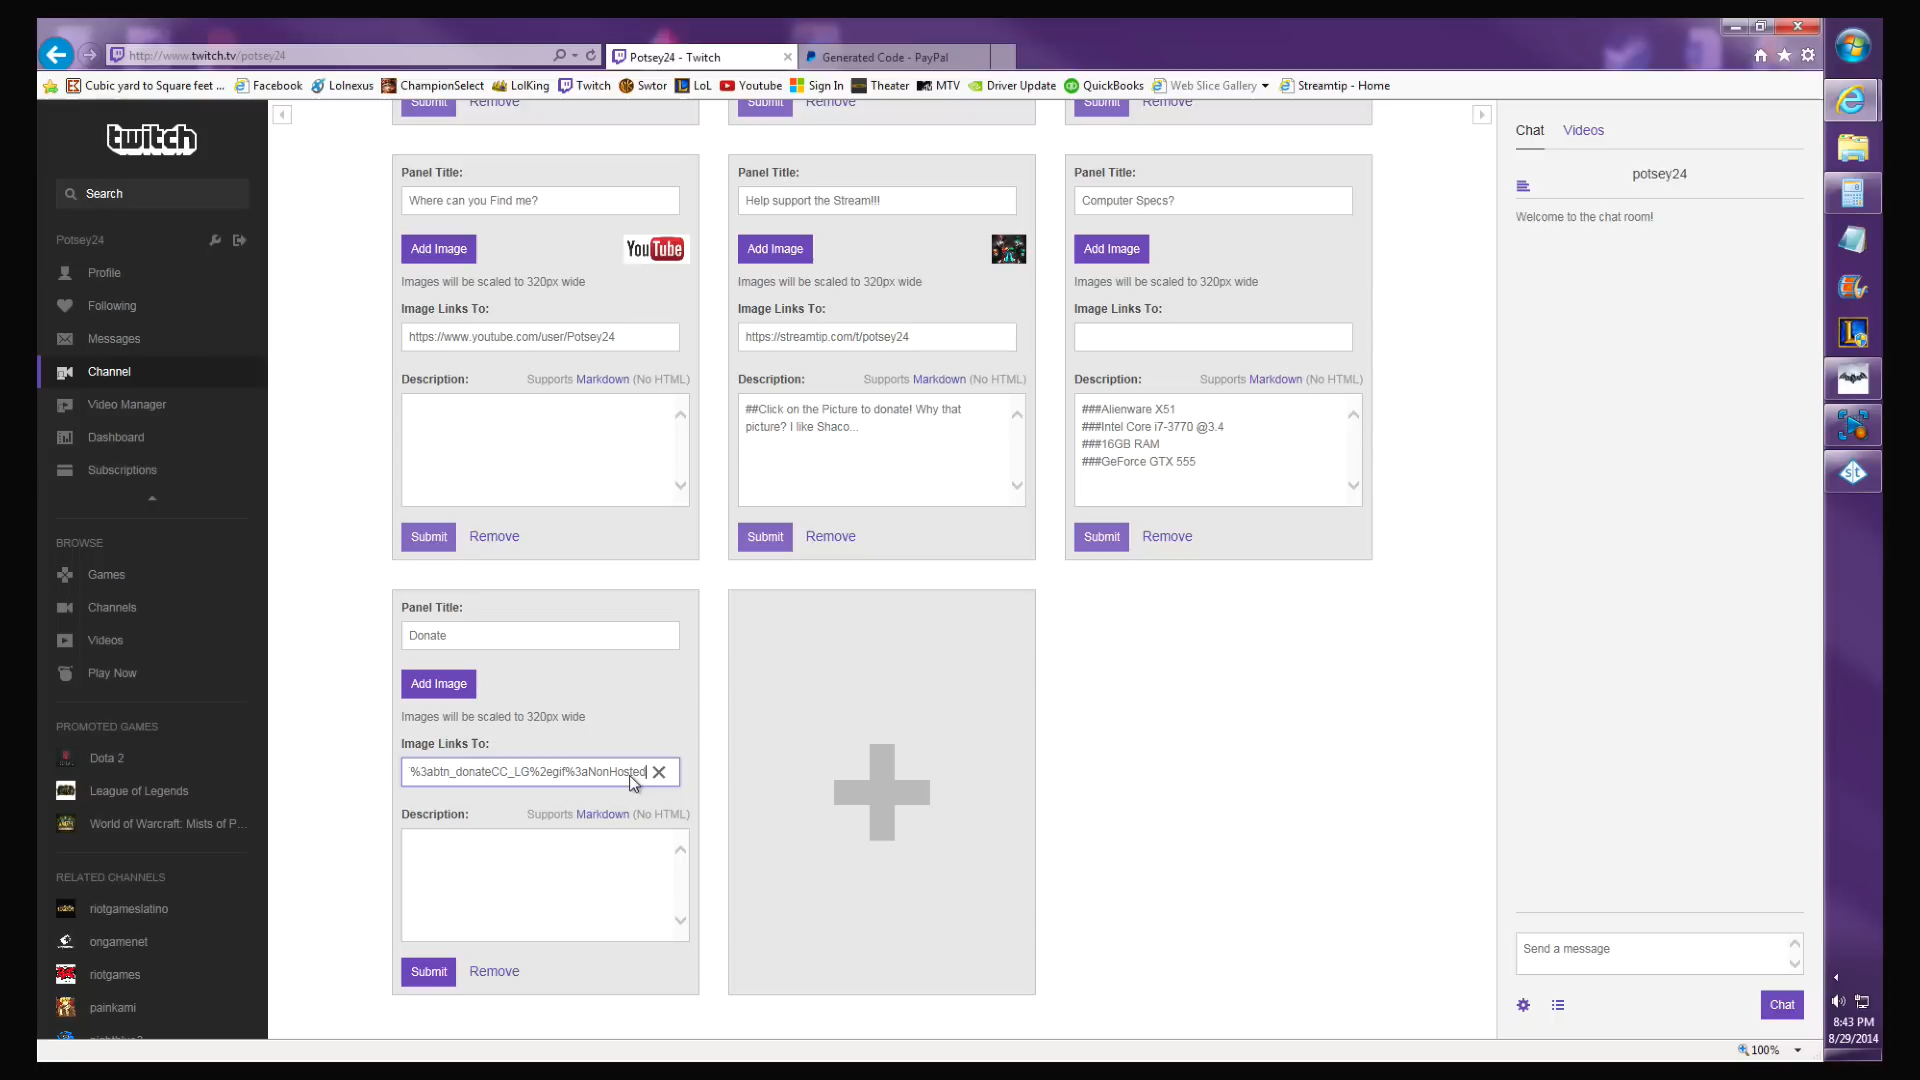 http://www.twitch.tv/potsey24
Potsey24 - Twitch
Generated Code - PayPal
Cubic yard to Square feet ...
Facebook
Lolnexus
ChampionSelect
LolKing
Twitch
Swtor
LoL
Youtube
Sign In
Theater
MTV
Driver Update
QuickBooks
Web Slice Gallery
Streamtip - Home
twitch
Search
Potsey24
Profile
Following
Messages
Channel
Video Manager
Dashboard
Subscriptions
BROWSE
Games
Channels
Videos
Play Now
PROMOTED GAMES
Dota 2
League of Legends
World of Warcraft: Mists of P...
RELATED CHANNELS
riotgameslatino
ongamenet
riotgames
painkami
Submit Remove
Submit Remove
Submit Remove
Panel Title:
Where can you Find me?
Add Image
YouTube
Images will be scaled to 320px wide
Image Links To:
https://www.youtube.com/user/Potsey24
Description: Supports Markdown (No HTML)
Submit Remove
Panel Title:
Help support the Stream!!!
Add Image
Images will be scaled to 320px wide
Image Links To:
https://streamtip.com/t/potsey24
Description: Supports Markdown (No HTML)
##Click on the Picture to donate! Why that
picture? I like Shaco...
Submit Remove
Panel Title:
Computer Specs?
Add Image
Images will be scaled to 320px wide
Image Links To:
Description: Supports Markdown (No HTML)
###Alienware X51
###Intel Core i7-3770 @3.4
###16GB RAM
###GeForce GTX 555
Submit Remove
Panel Title:
Donate
Add Image
Images will be scaled to 320px wide
Image Links To:
%3abtn_donateCC_LG%2egif%3aNonHosted
Description: Supports Markdown (No HTML)
Submit Remove
Chat Videos
potsey24
Welcome to the chat room!
Send a message
Chat
st
8:43 PM
8/29/2014
100%